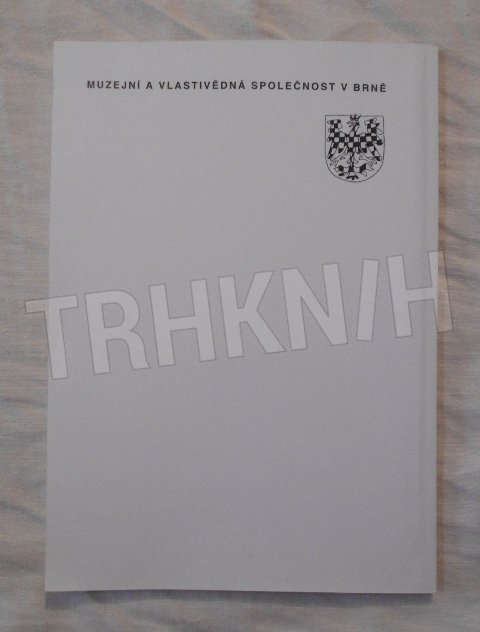 MUZEJNÍ A VLASTIVĚDNÁ SPOLEČNOST V BRNĚ
TRHKNIH